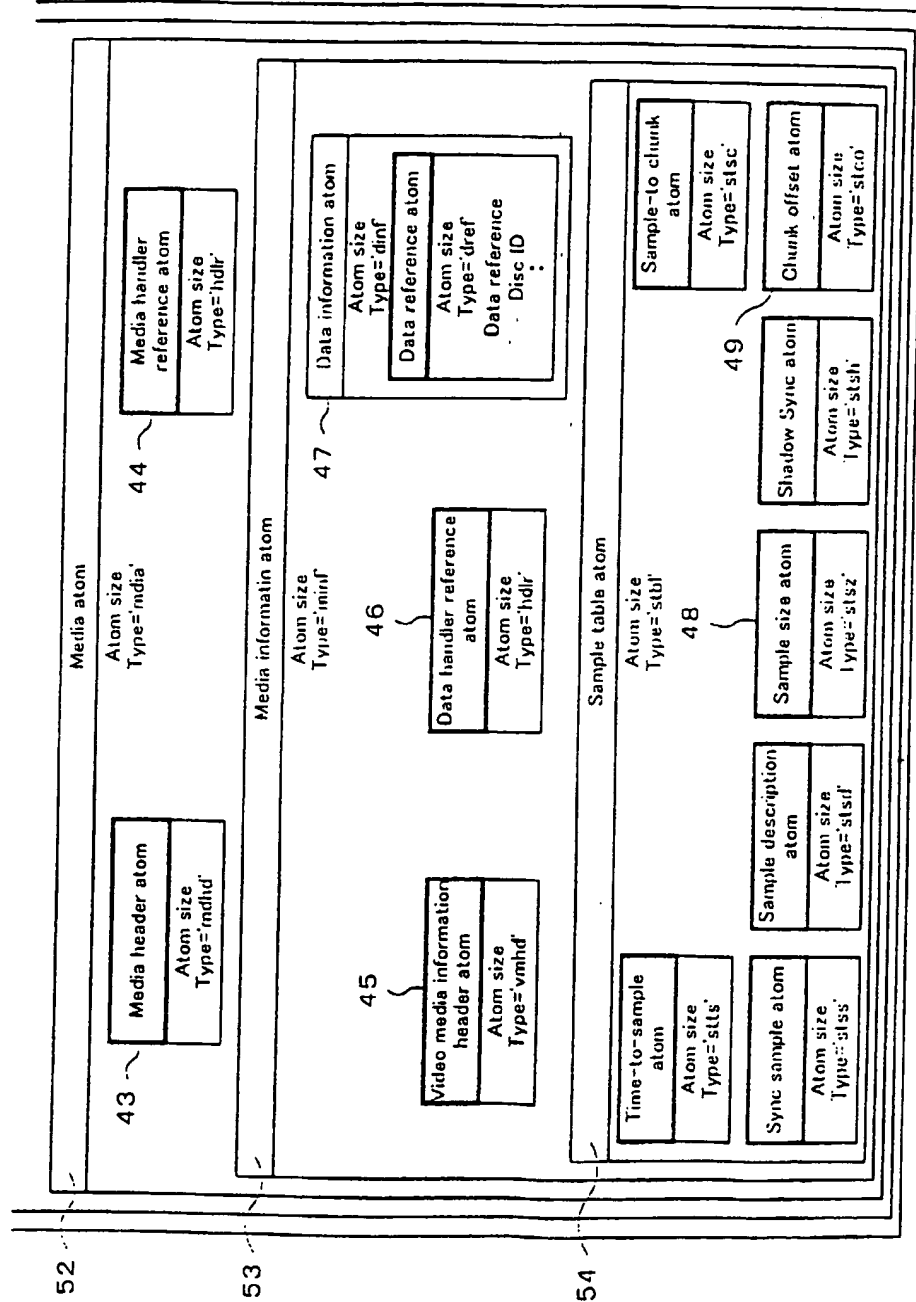 52
Media atom
Atom size
Type='mdia'
43
Media header atom
Atom size
Type='mdhd'
44
Media handler
reference atom
Atom size
Type='hdlr'
53
Media informatin atom
Atom size
Type='minf'
45
Video media information
header atom
Atom size
Type='vmhd'
46
Data handler reference
atom
Atom size
Type='hdlr'
47
Data information atom
Atom size
Type='dinf'
Data reference atom
Atom size
Type='dref'
Data reference
Disc ID
:
54
Sample table atom
Atom size
Type='stbl'
Time-to-sample
atom
Atom size
Type='stts'
Sample-to chunk
atom
Atom size
Type='stsc'
Sync sample atom
Atom size
Type='stss'
Sample description
atom
Atom size
Type='stsd'
48
Sample size atom
Atom size
Type='stsz'
Shadow Sync atom
Atom size
Type='stsh'
49
Chunk offset atom
Atom size
Type='stco'